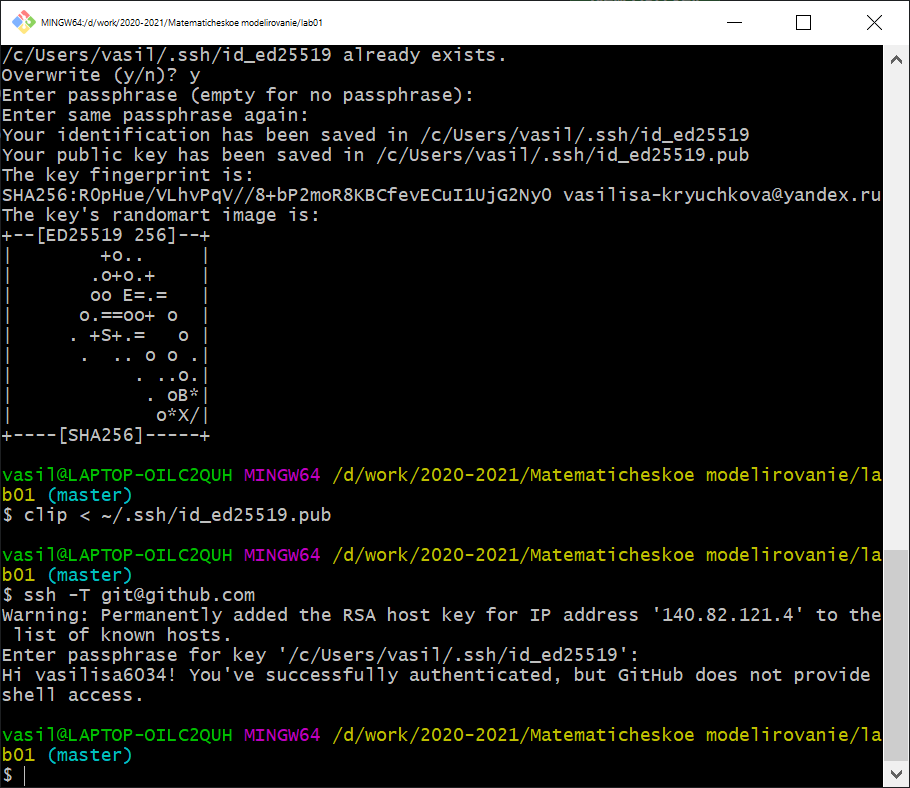 MINGW64:/d/work/2020-2021/Matematicheskoe modelirovanie/lab01
/c/Users/vasil/.ssh/id_ed25519 already exists.
Overwrite (y/n)? y
Enter passphrase (empty for no passphrase):
Enter same passphrase again:
Your identification has been saved in /c/Users/vasil/.ssh/id_ed25519
Your public key has been saved in /c/Users/vasil/.ssh/id_ed25519.pub
The key fingerprint is:
SHA256:ROpHue/VLhvPqV//8+bP2moR8KBCfevECuI1UjG2NyO vasilisa-kryuchkova@yandex.ru
The key's randomart image is:
+--[ED25519 256]--+
|        +o..     |
|       .o+o.+    |
|       oo E=.=   |
|      o.==oo+ o  |
|     . +S+.=   o |
|      .  .. o o .|
|           . ..o.|
|            . oB*|
|             o*X/|
+----[SHA256]-----+
vasil@LAPTOP-OILC2QUH MINGW64 /d/work/2020-2021/Matematicheskoe modelirovanie/la
b01 (master)
$ clip < ~/.ssh/id_ed25519.pub
vasil@LAPTOP-OILC2QUH MINGW64 /d/work/2020-2021/Matematicheskoe modelirovanie/la
b01 (master)
$ ssh -T git@github.com
Warning: Permanently added the RSA host key for IP address '140.82.121.4' to the
 list of known hosts.
Enter passphrase for key '/c/Users/vasil/.ssh/id_ed25519':
Hi vasilisa6034! You've successfully authenticated, but GitHub does not provide
shell access.
vasil@LAPTOP-OILC2QUH MINGW64 /d/work/2020-2021/Matematicheskoe modelirovanie/la
b01 (master)
$